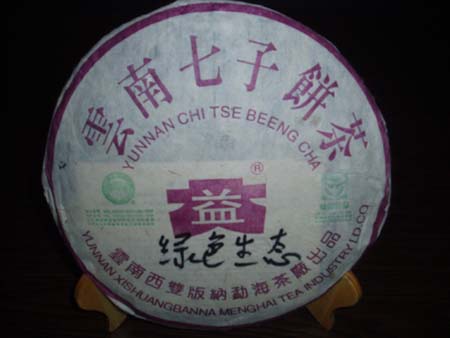 雲南七子餅茶
YUNNAN CHI TSE BEENG CHA
®
益
绿色生态
雲南西雙版納勐海茶廠出品
YUNNAN XISHUANGBANNA MENGHAI TEA INDUSTRY LD.CO